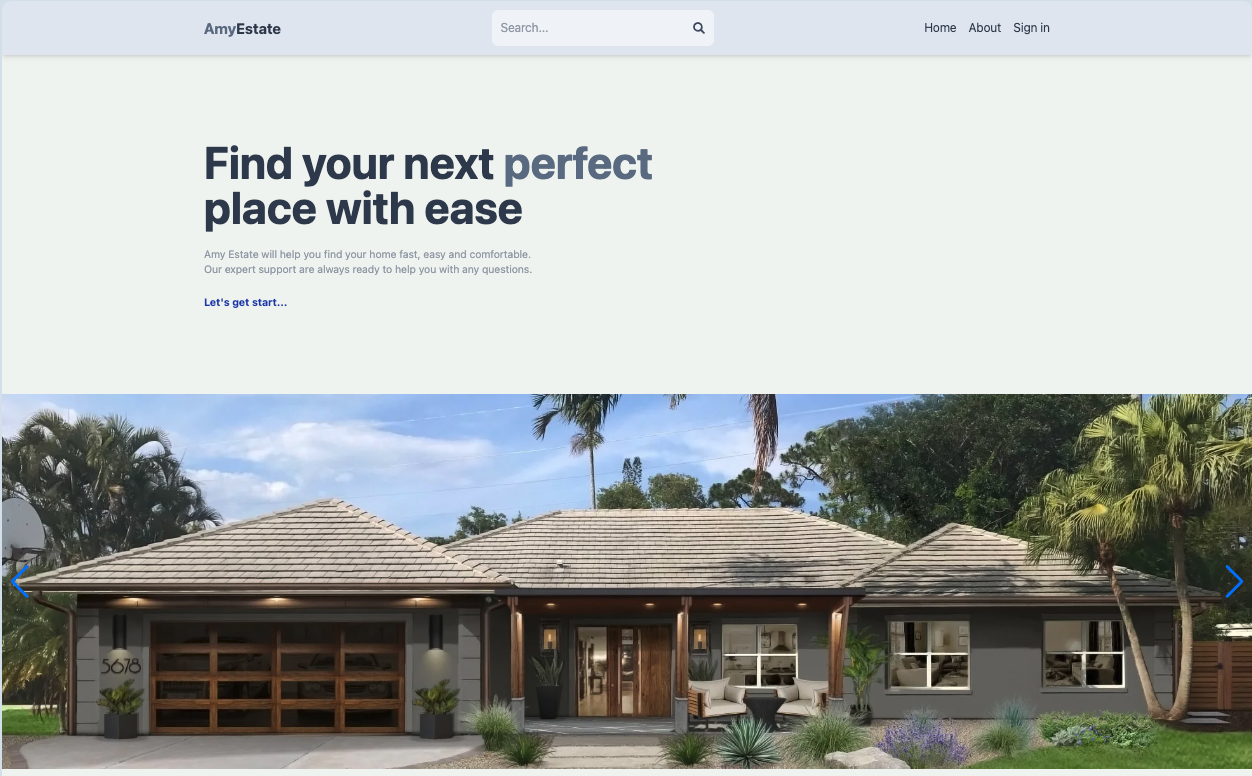 AmyEstate
Search...
Home About Sign in
Find your next perfect
place with ease
Amy Estate will help you find your home fast, easy and comfortable.
Our expert support are always ready to help you with any questions.
Let's get start...
5678